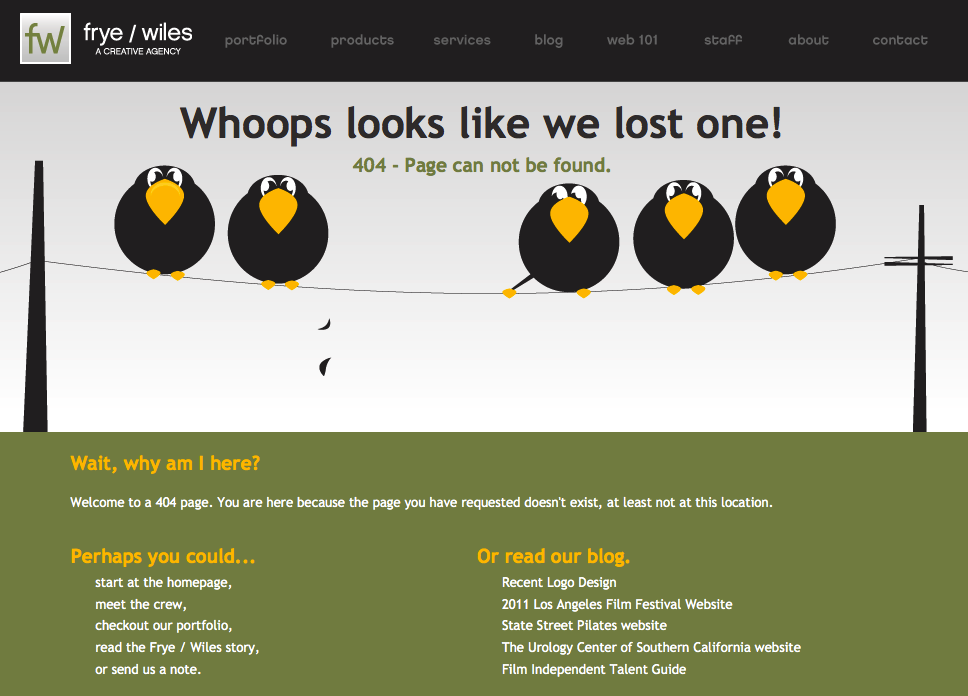 fw
frye / wiles
A CREATIVE AGENCY
portfolio products services blog web 101 staff about contact
Whoops looks like we lost one!
404 - Page can not be found.
Wait, why am I here?
Welcome to a 404 page. You are here because the page you have requested doesn't exist, at least not at this location.
Perhaps you could...
start at the homepage,
meet the crew,
checkout our portfolio,
read the Frye / Wiles story,
or send us a note.
Or read our blog.
Recent Logo Design
2011 Los Angeles Film Festival Website
State Street Pilates website
The Urology Center of Southern California website
Film Independent Talent Guide